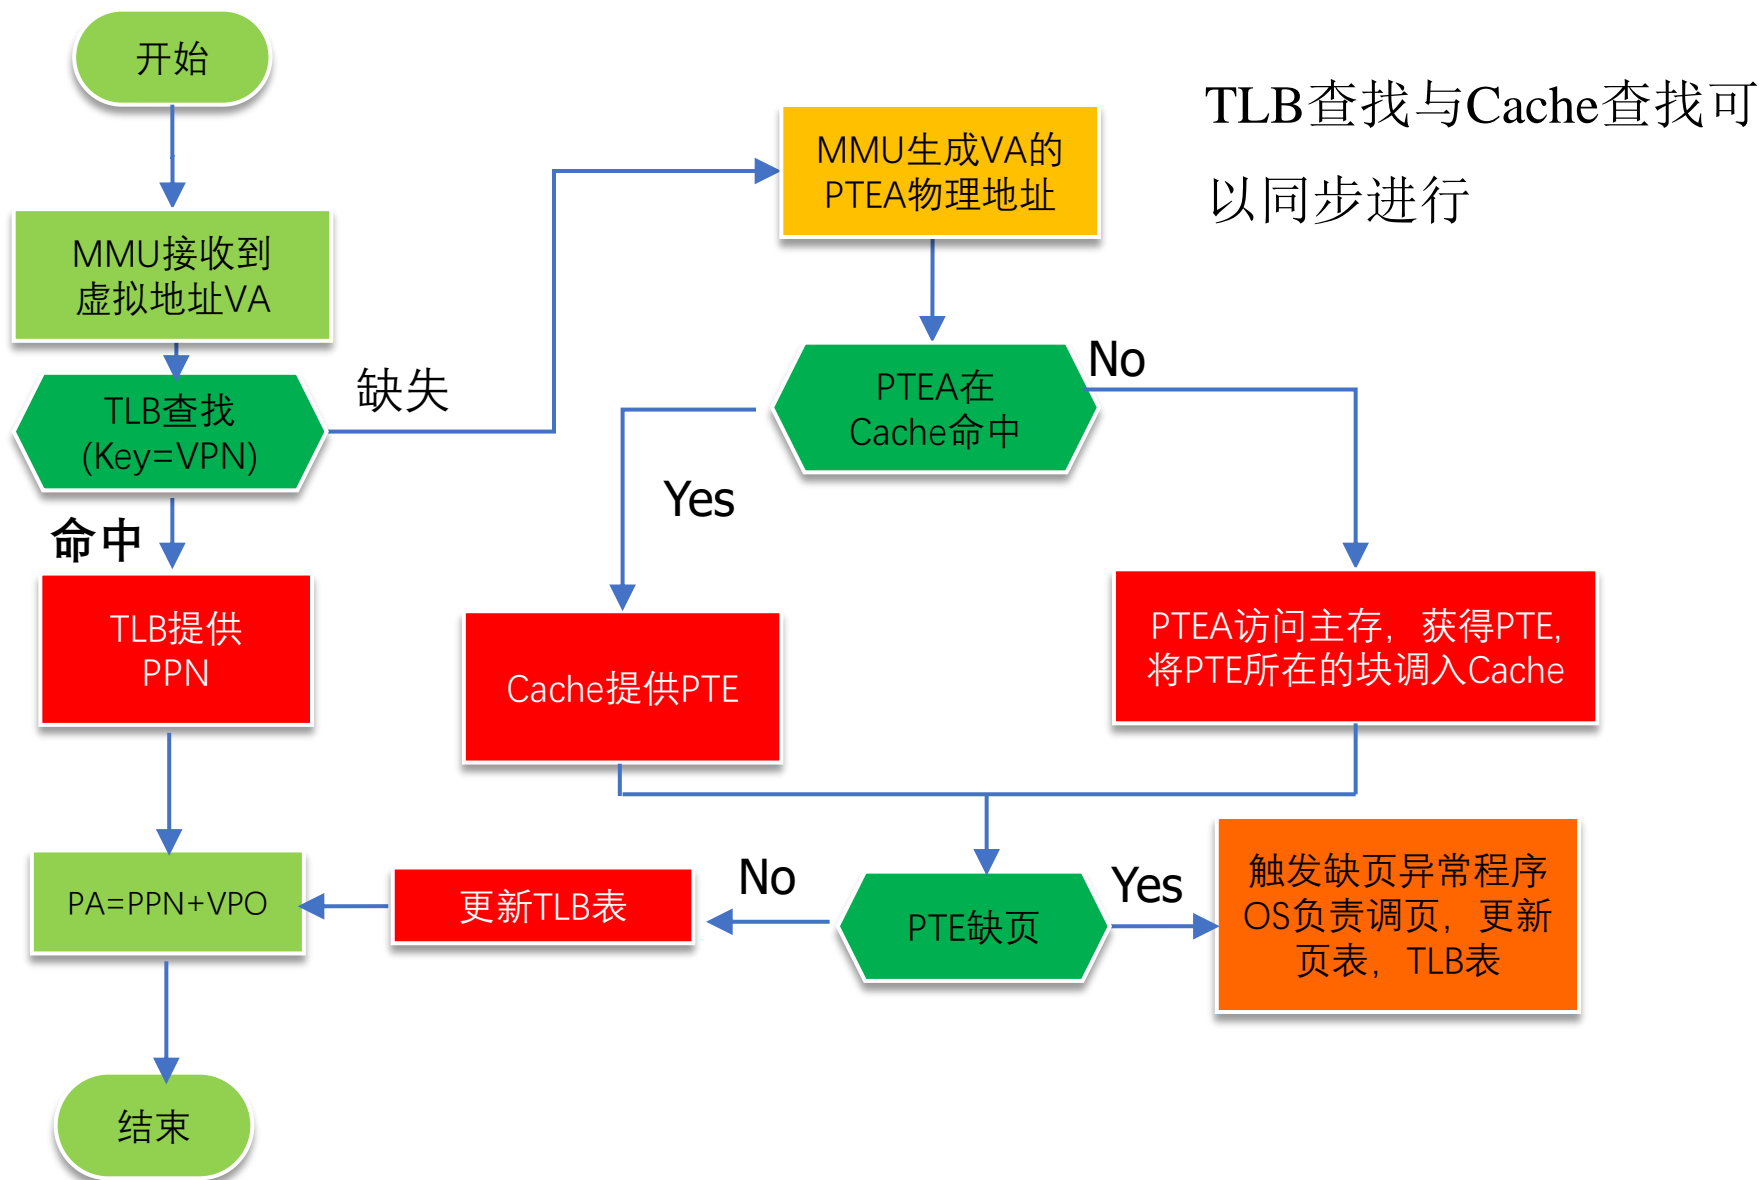 开始
MMU接收到
虚拟地址VA
TLB查找
(Key=VPN)
缺失
命中
TLB提供
PPN
PA=PPN+VPO
结束
MMU生成VA的
PTEA物理地址
TLB查找与Cache查找可
以同步进行
PTEA在
Cache命中
No
Yes
Cache提供PTE
PTEA访问主存，获得PTE,
将PTE所在的块调入Cache
PTE缺页
No
Yes
更新TLB表
触发缺页异常程序
OS负责调页，更新
页表，TLB表